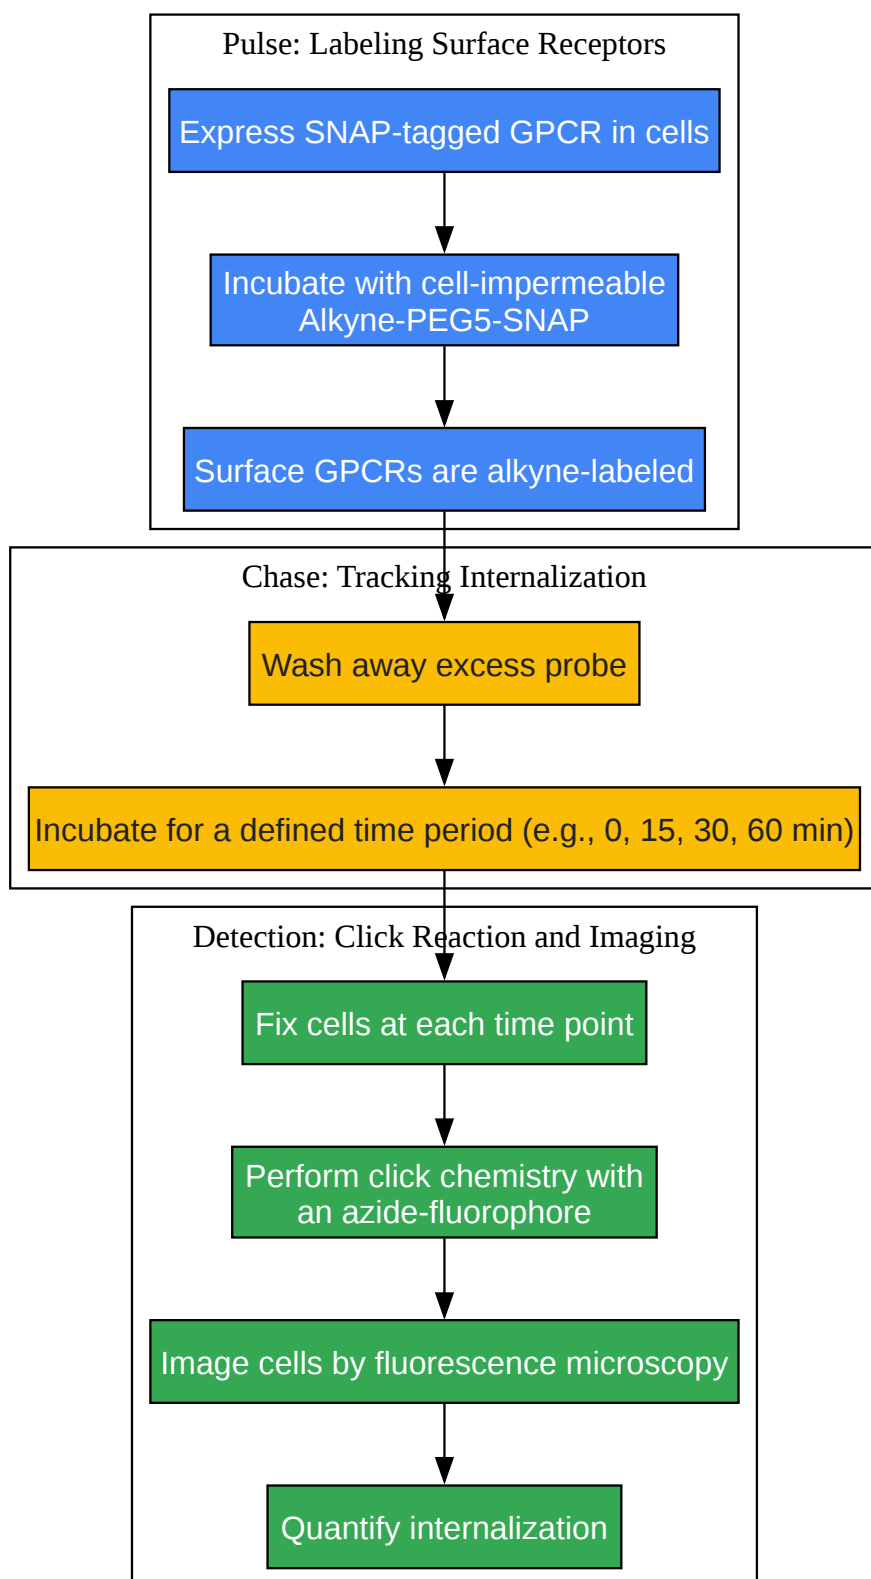 Pulse: Labeling Surface Receptors
Express SNAP-tagged GPCR in cells
Incubate with cell-impermeable
Alkyne-PEG5-SNAP
Surface GPCRs are alkyne-labeled
Chase: Tracking Internalization
Wash away excess probe
Incubate for a defined time period (e.g., 0, 15, 30, 60 min)
Detection: Click Reaction and Imaging
Fix cells at each time point
Perform click chemistry with
an azide-fluorophore
Image cells by fluorescence microscopy
Quantify internalization